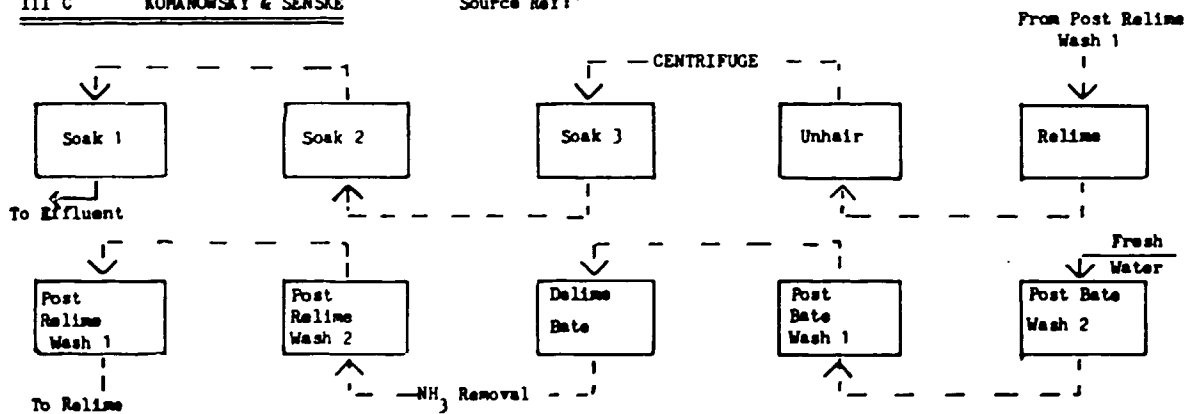 III C KOMANOWSKY & SENSKE Source Ref:
From Post Relime
Wash 1
CENTRIFUGE
Soak 1
Soak 2
Soak 3
Unhair
Relime
To Effluent
Fresh
Water
Post
Relime
Wash 1
Post
Relime
Wash 2
Delime
Bate
Post
Bate
Wash 1
Post Bate
Wash 2
NH3 Removal
To Relime